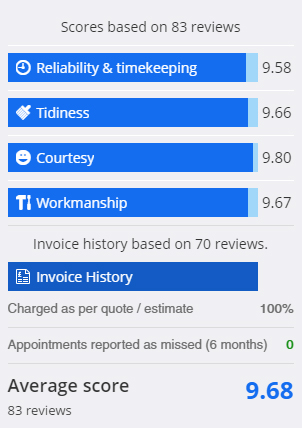 Scores based on 83 reviews
Reliability & timekeeping 9.58
Tidiness 9.66
Courtesy 9.80
Workmanship 9.67
Invoice history based on 70 reviews.
Invoice History
Charged as per quote / estimate 100%
Appointments reported as missed (6 months) 0
Average score 9.68
83 reviews